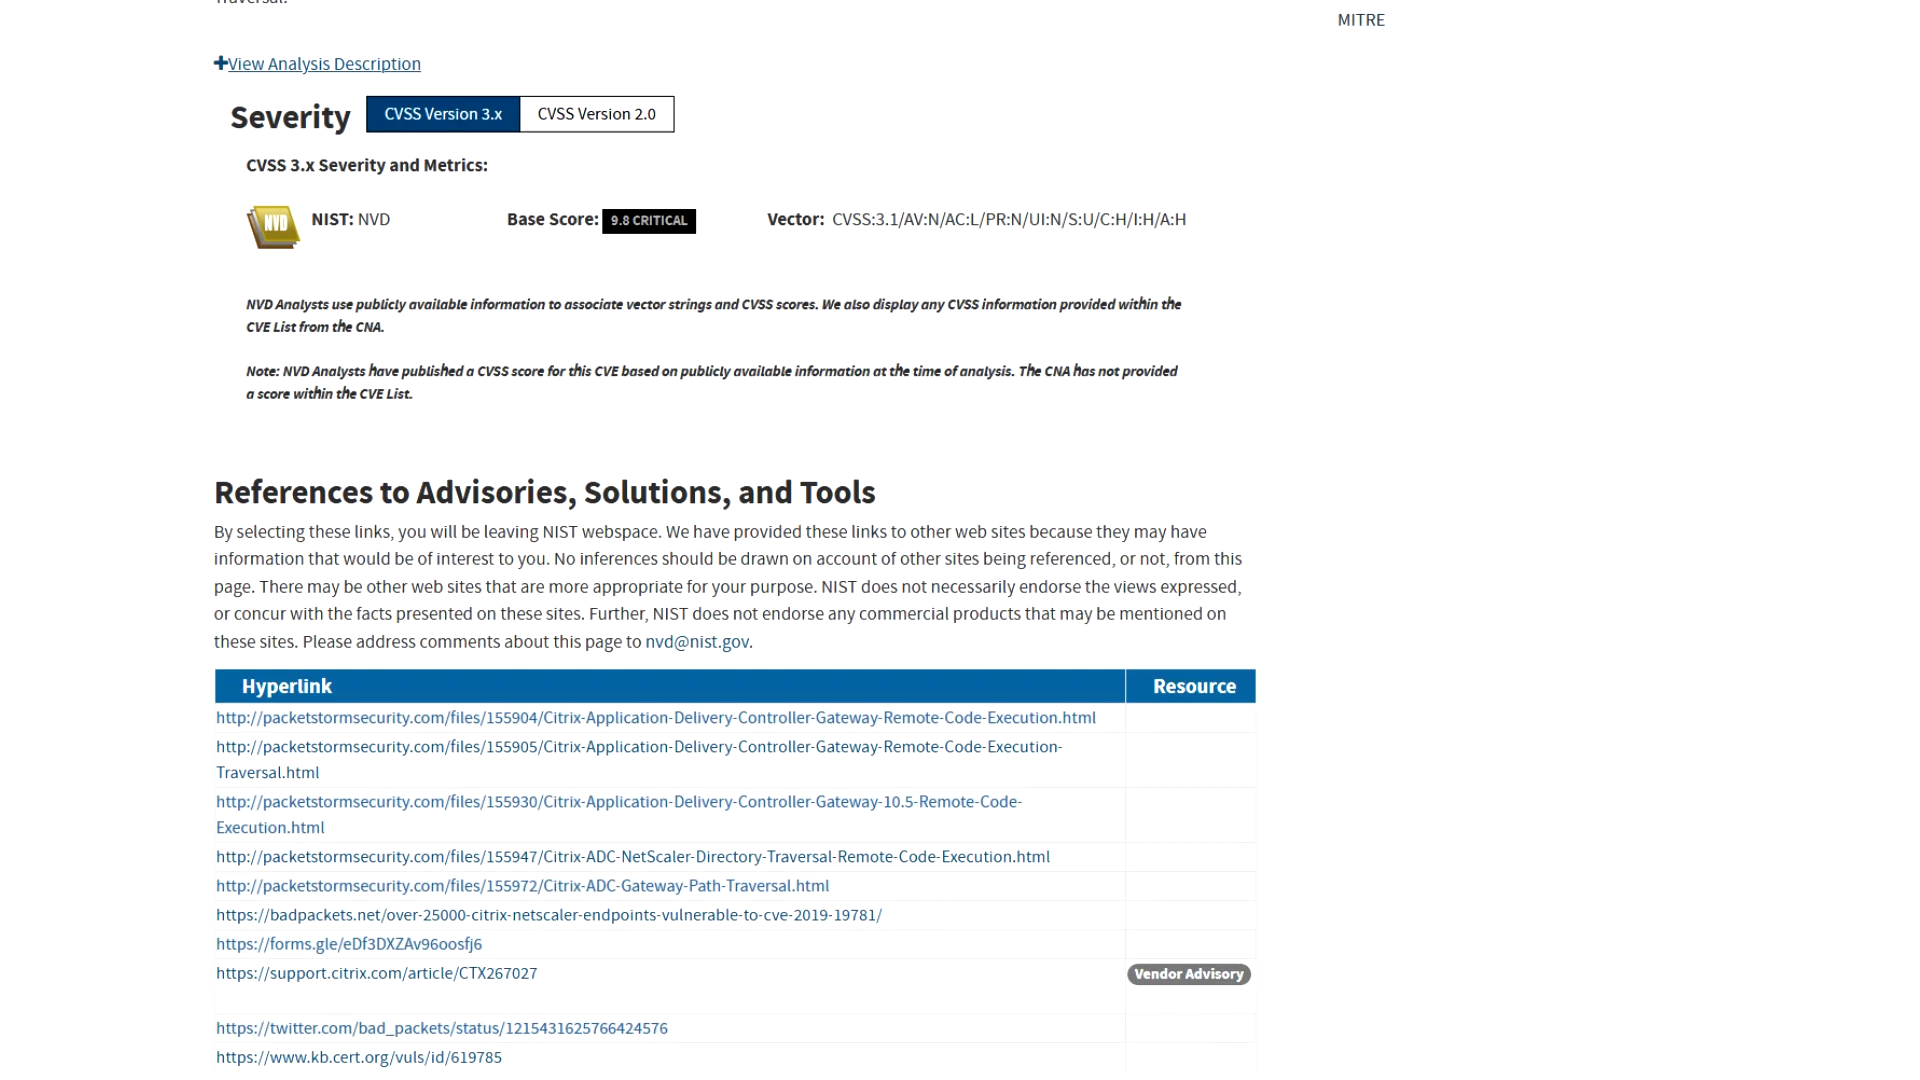 Traversal.
MITRE
View Analysis Description
Severity
CVSS Version 3.x
CVSS Version 2.0
CVSS 3.x Severity and Metrics:
NVD
NIST: NVD
Base Score: 9.8 CRITICAL
Vector: CVSS:3.1/AV:N/AC:L/PR:N/UI:N/S:U/C:H/I:H/A:H
NVD Analysts use publicly available information to associate vector strings and CVSS scores. We also display any CVSS information provided within the
CVE List from the CNA.
Note: NVD Analysts have published a CVSS score for this CVE based on publicly available information at the time of analysis. The CNA has not provided
a score within the CVE List.
References to Advisories, Solutions, and Tools
By selecting these links, you will be leaving NIST webspace. We have provided these links to other web sites because they may have
information that would be of interest to you. No inferences should be drawn on account of other sites being referenced, or not, from this
page. There may be other web sites that are more appropriate for your purpose. NIST does not necessarily endorse the views expressed,
or concur with the facts presented on these sites. Further, NIST does not endorse any commercial products that may be mentioned on
these sites. Please address comments about this page to nvd@nist.gov.
Hyperlink
Resource
http://packetstormsecurity.com/files/155904/Citrix-Application-Delivery-Controller-Gateway-Remote-Code-Execution.html
http://packetstormsecurity.com/files/155905/Citrix-Application-Delivery-Controller-Gateway-Remote-Code-Execution-
Traversal.html
http://packetstormsecurity.com/files/155930/Citrix-Application-Delivery-Controller-Gateway-10.5-Remote-Code-
Execution.html
http://packetstormsecurity.com/files/155947/Citrix-ADC-NetScaler-Directory-Traversal-Remote-Code-Execution.html
http://packetstormsecurity.com/files/155972/Citrix-ADC-Gateway-Path-Traversal.html
https://badpackets.net/over-25000-citrix-netscaler-endpoints-vulnerable-to-cve-2019-19781/
https://forms.gle/eDf3DXZAv96oosfj6
https://support.citrix.com/article/CTX267027
Vendor Advisory
https://twitter.com/bad_packets/status/1215431625766424576
https://www.kb.cert.org/vuls/id/619785